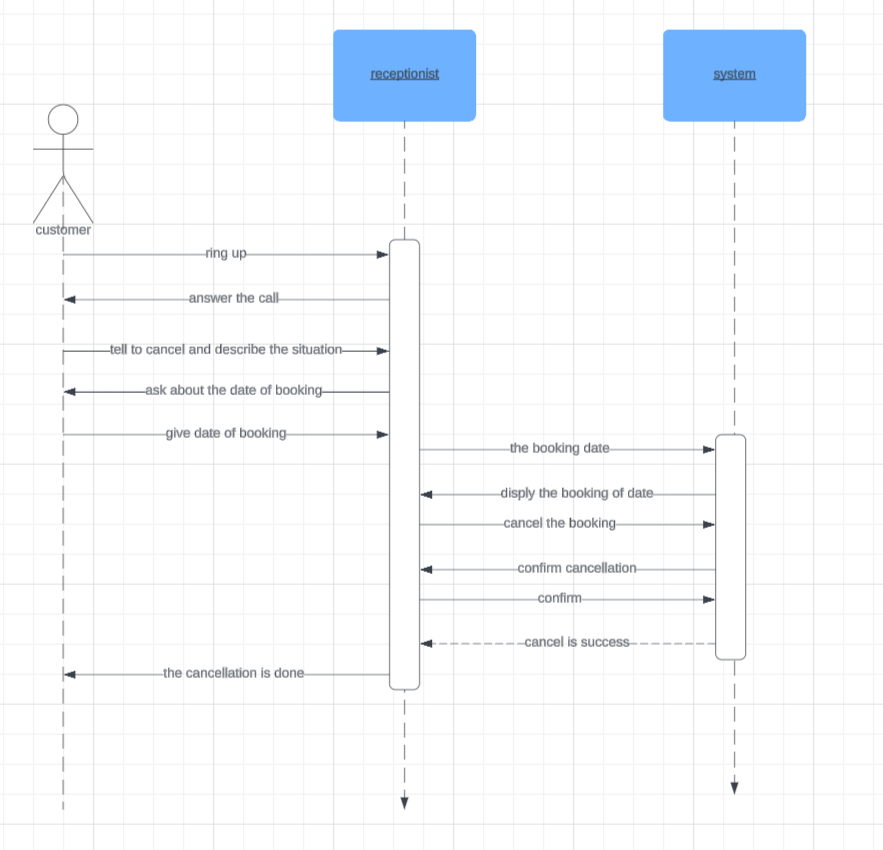 receptionist
system
customer
ring up
answer the call
tell to cancel and describe the situation
ask about the date of booking
give date of booking
the booking date
disply the booking of date
cancel the booking
confirm cancellation
confirm
cancel is success
the cancellation is done